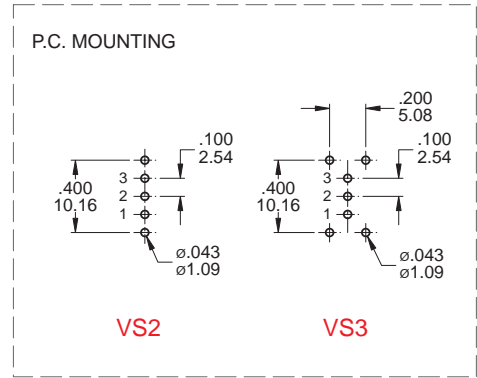 P.C. MOUNTING
.100
2.54
.400
10.16
3
2
1
ø.043
ø1.09
VS2
.200
5.08
.100
2.54
.400
10.16
3
2
1
ø.043
ø1.09
VS3